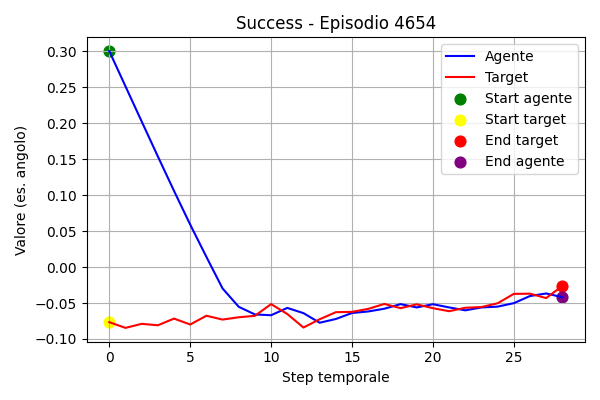 Success - Episodio 4654
Valore (es. angolo)
0.30
0.25
0.20
0.15
0.10
0.05
0.00
−0.05
−0.10
0
5
10
15
20
25
Step temporale
Agente
Target
Start agente
Start target
End target
End agente